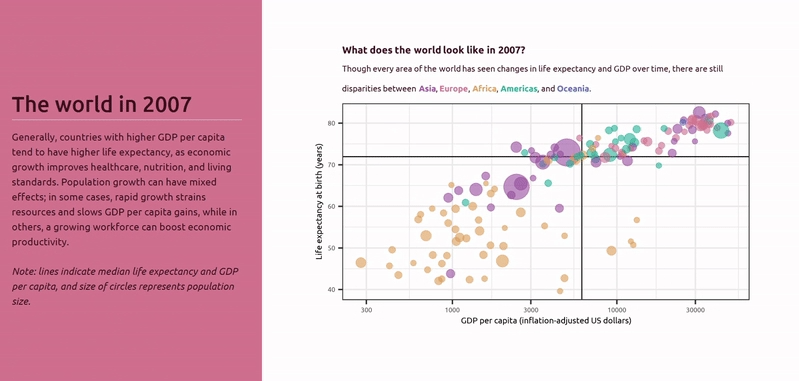 The world in 2007
Generally, countries with higher GDP per capita
tend to have higher life expectancy, as economic
growth improves healthcare, nutrition, and living
standards. Population growth can have mixed
effects; in some cases, rapid growth strains
resources and slows GDP per capita gains, while in
others, a growing workforce can boost economic
productivity.
Note: lines indicate median life expectancy and GDP
per capita, and size of circles represents population
size.
What does the world look like in 2007?
Though every area of the world has seen changes in life expectancy and GDP over time, there are still
disparities between Asia, Europe, Africa, Americas, and Oceania.
Life expectancy at birth (years)
80
70
60
50
40
300 1000 3000 10000 30000
GDP per capita (inflation-adjusted US dollars)